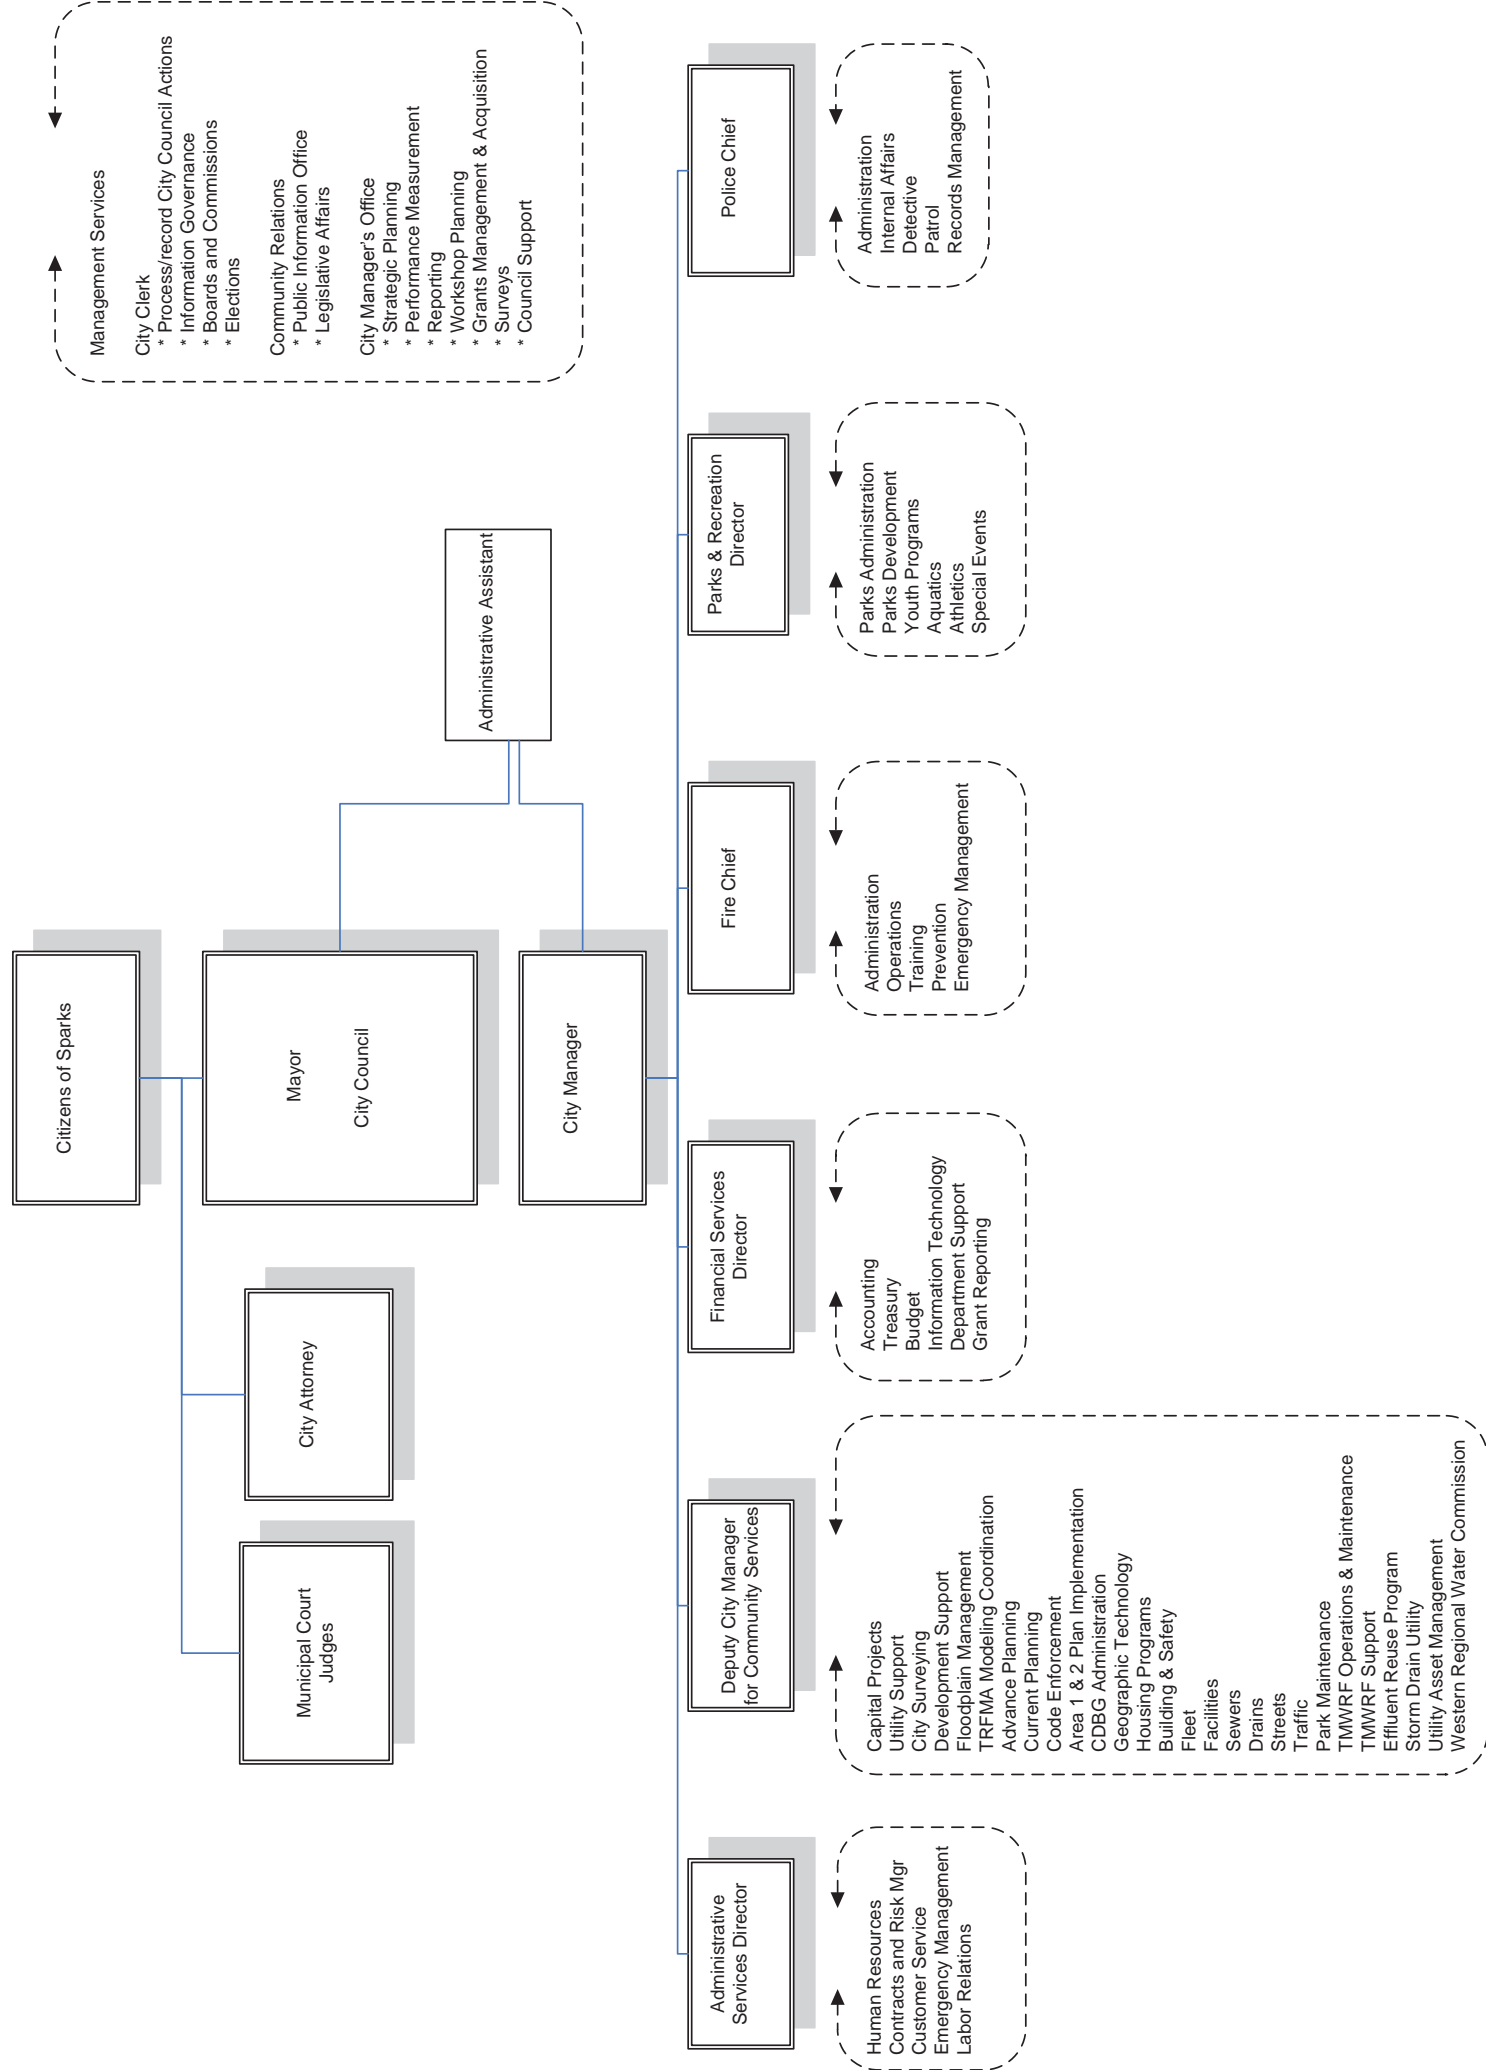 Citizens of Sparks
Mayor
City Council
City Manager
Municipal Court
Judges
City Attorney
Administrative Assistant
Management Services
City Clerk
* Process/record City Council Actions
* Information Governance
* Boards and Commissions
* Elections
Community Relations
* Public Information Office
* Legislative Affairs
City Manager's Office
* Strategic Planning
* Performance Measurement
* Reporting
* Workshop Planning
* Grants Management & Acquisition
* Surveys
* Council Support
Administrative
Services Director
Human Resources
Contracts and Risk Mgr
Customer Service
Emergency Management
Labor Relations
Deputy City Manager
for Community Services
Capital Projects
Utility Support
City Surveying
Development Support
Floodplain Management
TRFMA Modeling Coordination
Advance Planning
Current Planning
Code Enforcement
Area 1 & 2 Plan Implementation
CDBG Administration
Geographic Technology
Housing Programs
Building & Safety
Fleet
Facilities
Sewers
Drains
Streets
Traffic
Park Maintenance
TMWRF Operations & Maintenance
TMWRF Support
Effluent Reuse Program
Storm Drain Utility
Utility Asset Management
Western Regional Water Commission
Financial Services
Director
Accounting
Treasury
Budget
Information Technology
Department Support
Grant Reporting
Fire Chief
Administration
Operations
Training
Prevention
Emergency Management
Parks & Recreation
Director
Parks Administration
Parks Development
Youth Programs
Aquatics
Athletics
Special Events
Police Chief
Administration
Internal Affairs
Detective
Patrol
Records Management